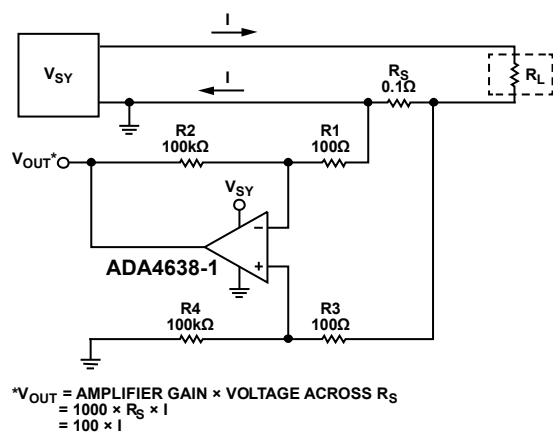 I
V_SY
I
R_S
0.1Ω
R_L
R2
100kΩ
R1
100Ω
V_OUT*
V_SY
−
+
ADA4638-1
R4
100kΩ
R3
100Ω
*V_OUT = AMPLIFIER GAIN × VOLTAGE ACROSS R_S
= 1000 × R_S × I
= 100 × I